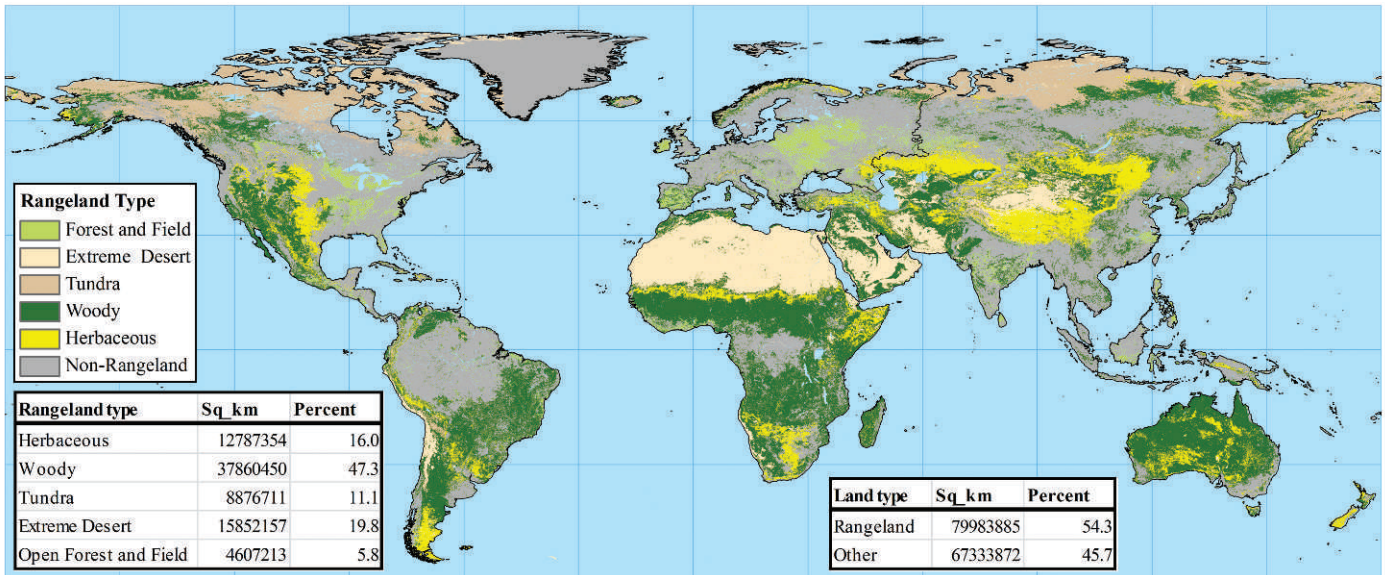 Rangeland Type
Forest and Field
Extreme Desert
Tundra
Woody
Herbaceous
Non-Rangeland
Rangeland type Sq_km Percent
Herbaceous 12787354 16.0
Woody 37860450 47.3
Tundra 8876711 11.1
Extreme Desert 15852157 19.8
Open Forest and Field 4607213 5.8
Land type Sq_km Percent
Rangeland 79983885 54.3
Other 67333872 45.7